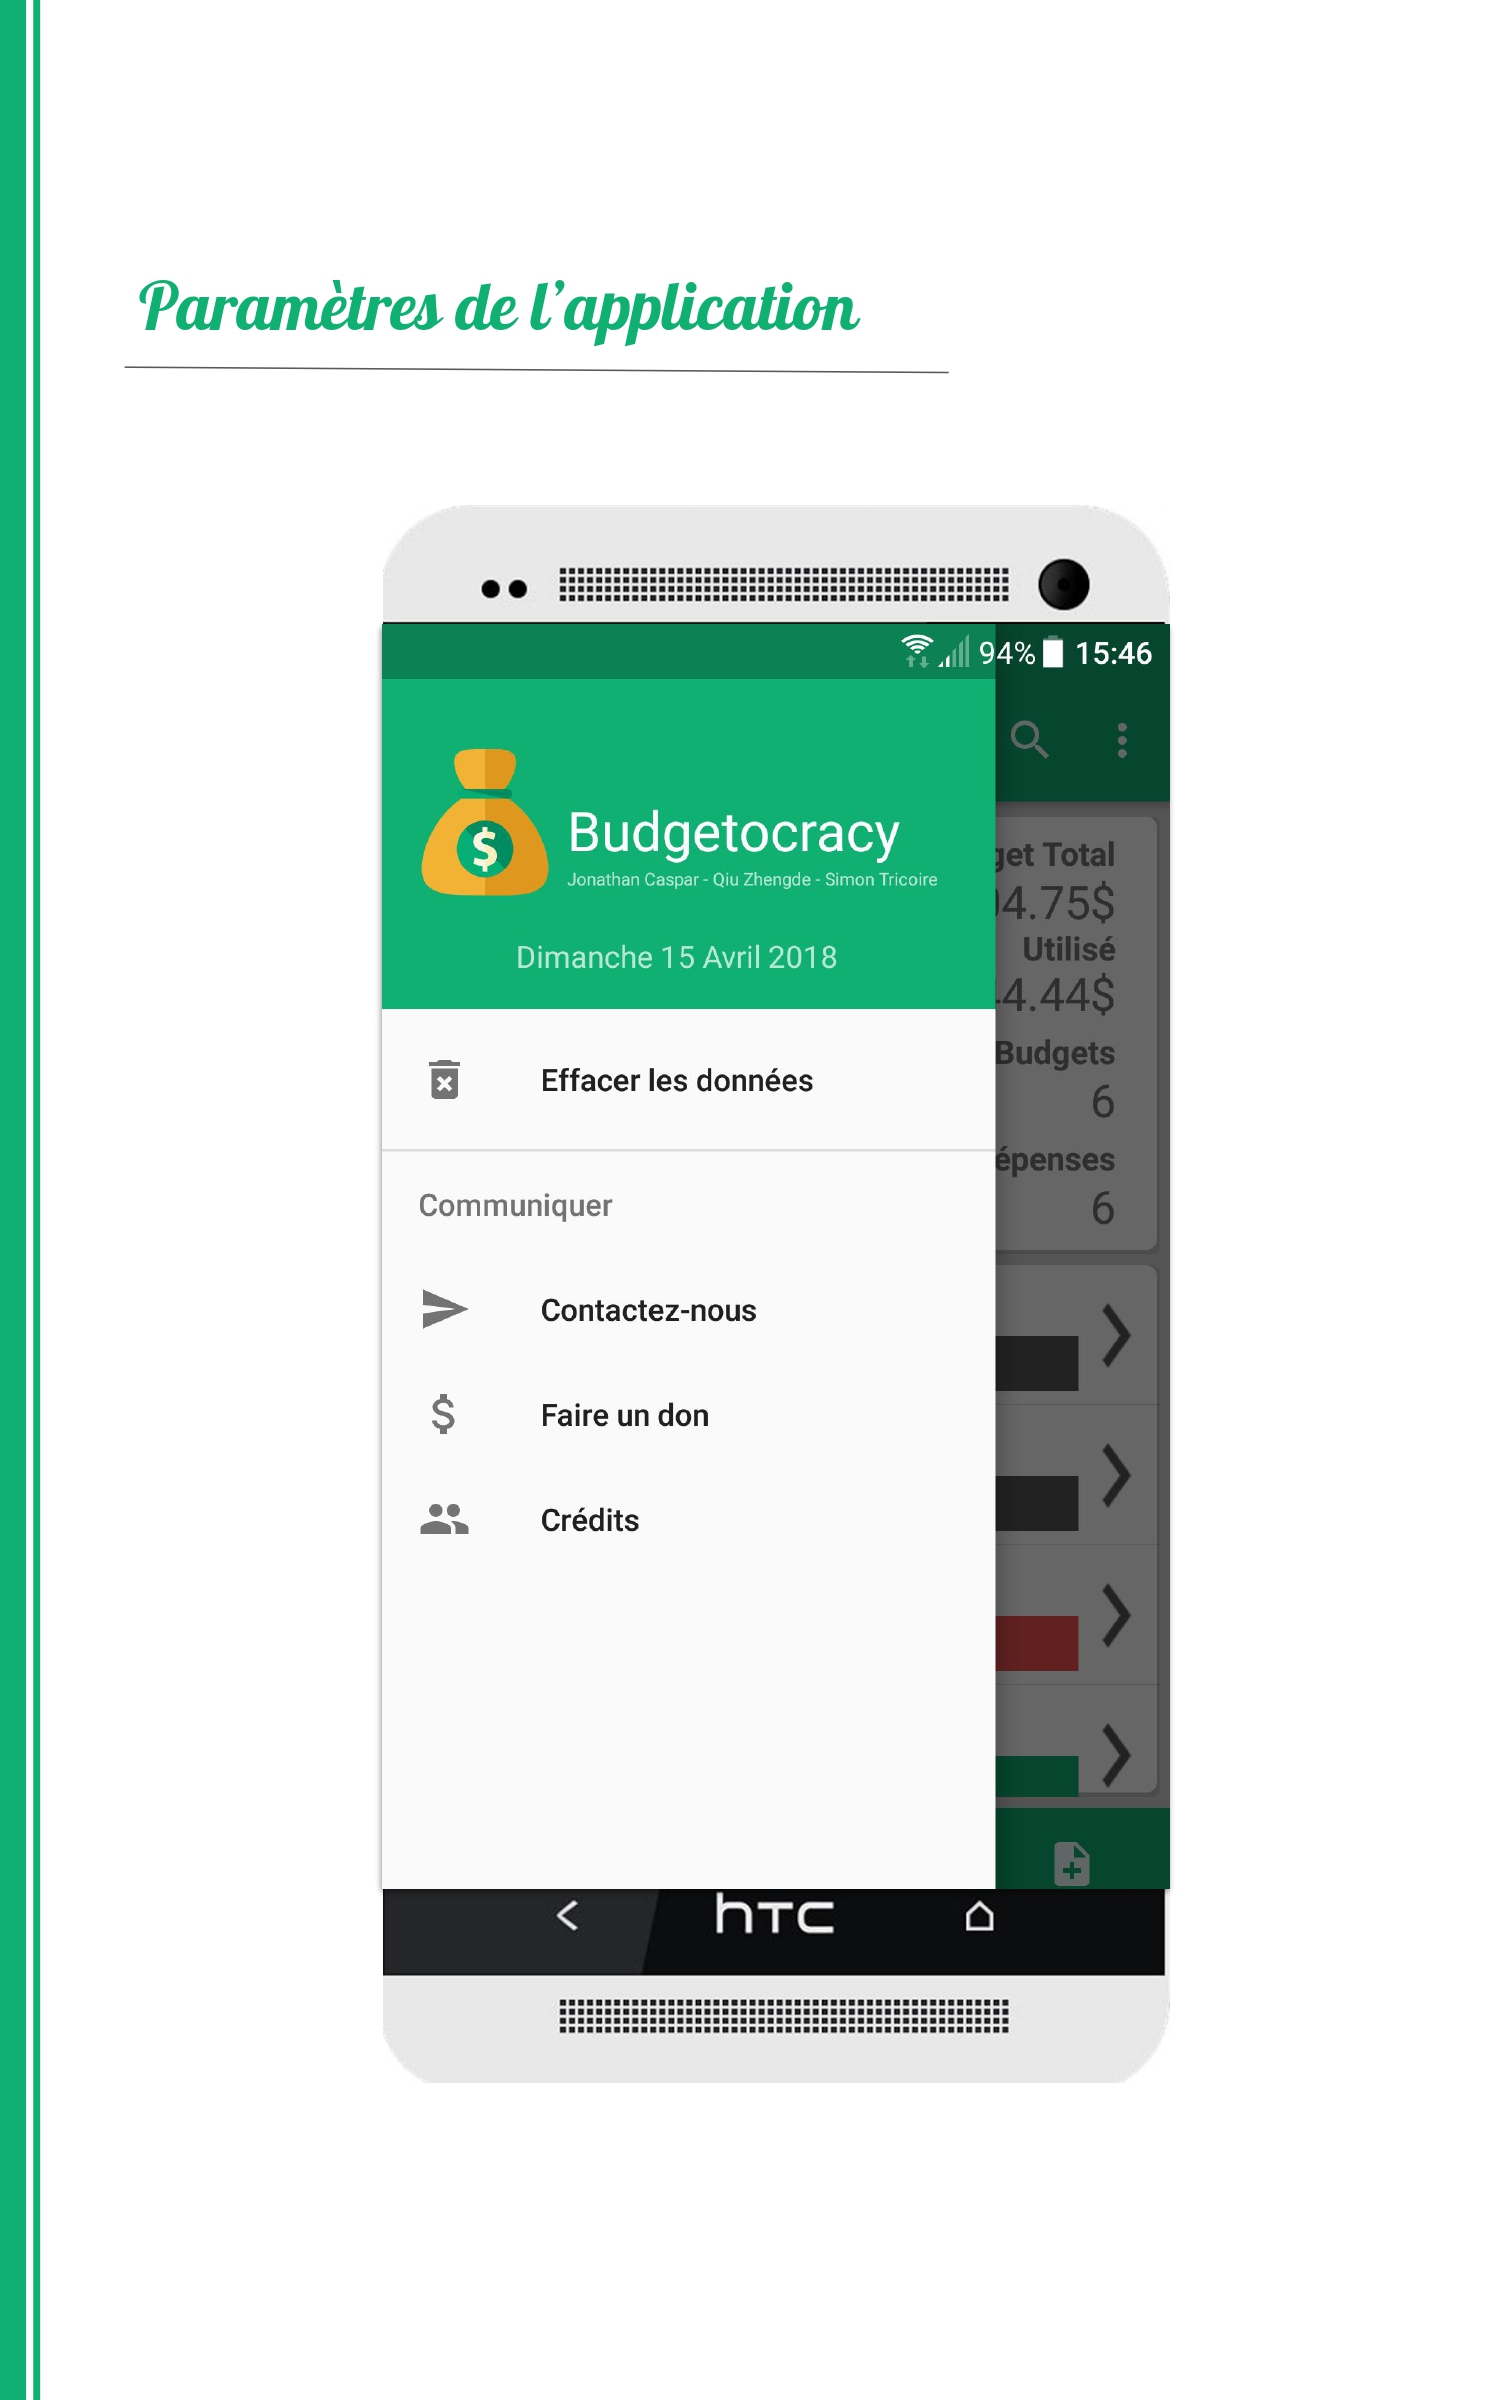 Paramètres de l'application
94% 15:46
$
Budgetocracy
Jonathan Caspar - Qiu Zhengde - Simon Tricoire
Dimanche 15 Avril 2018
Effacer les données
Communiquer
Contactez-nous
$ Faire un don
Crédits
Total
4.75$
Utilisé
4.44$
Budgets
6
épenses
6
hTC